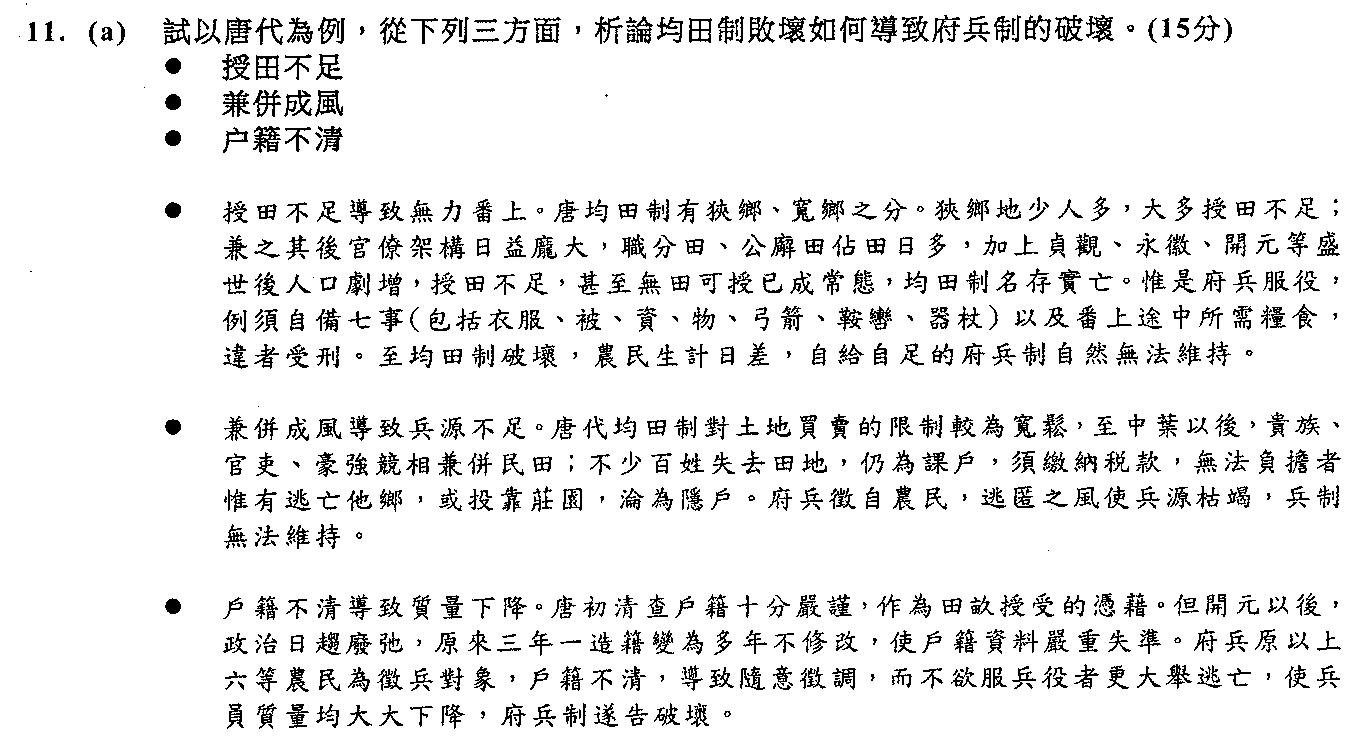 11. (a) 試以唐代為例，從下列三方面，析論均田制敗壞如何導致府兵制的破壞。(15分)
● 授田不足
● 兼併成風
● 户籍不清
● 授田不足導致無力番上。唐均田制有狹鄉、寬鄉之分。狹鄉地少人多，大多授田不足；
兼之其後官僚架構日益龐大，職分田、公廨田佔田日多，加上貞觀、永徽、開元等盛
世後人口劇增，授田不足，甚至無田可授已成常態，均田制名存實亡。惟是府兵服役，
例須自備七事(包括衣服、被、資、物、弓箭、鞍轡、器杖)以及番上途中所需糧食，
違者受刑。至均田制破壞，農民生計日差，自給自足的府兵制自然無法維持。
● 兼併成風導致兵源不足。唐代均田制對土地買賣的限制較為寬鬆，至中葉以後，貴族、
官吏、豪強競相兼併民田；不少百姓失去田地，仍為課戶，須繳納稅款，無法負擔者
惟有逃亡他鄉，或投靠莊園，淪為隱戶。府兵徵自農民，逃匿之風使兵源枯竭，兵制
無法維持。
● 戶籍不清導致質量下降。唐初清查戶籍十分嚴謹，作為田畝授受的憑藉。但開元以後，
政治日趨廢弛，原來三年一造籍變為多年不修改，使戶籍資料嚴重失準。府兵原以上
六等農民為徵兵對象，戶籍不清，導致隨意徵調，而不欲服兵役者更大舉逃亡，使兵
員質量均大大下降，府兵制遂告破壞。